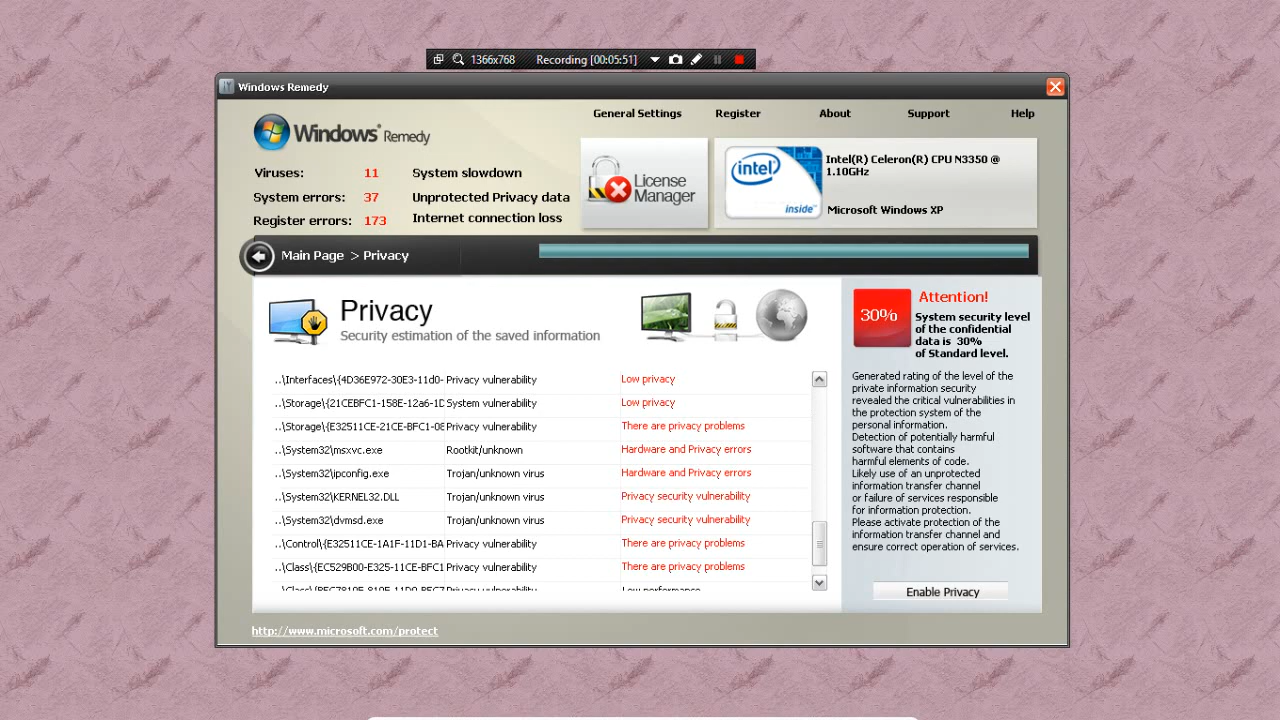 1366x768 Recording [00:05:51]
Windows Remedy
General Settings Register About Support Help
Windows® Remedy
Viruses: 11 System slowdown
System errors: 37 Unprotected Privacy data
Register errors: 173 Internet connection loss
License
Manager
intel
inside™
Intel(R) Celeron(R) CPU N3350 @
1.10GHz
Microsoft Windows XP
Main Page > Privacy
Privacy
Security estimation of the saved information
..\Interfaces\{4D36E972-30E3-11d0- Privacy vulnerability Low privacy
..\Storage\{21CEBFC1-158E-12a6-1D System vulnerability Low privacy
..\Storage\{E32511CE-21CE-BFC1-08 Privacy vulnerability There are privacy problems
..\System32\msxvc.exe Rootkit/unknown Hardware and Privacy errors
..\System32\ipconfig.exe Trojan/unknown virus Hardware and Privacy errors
..\System32\KERNEL32.DLL Trojan/unknown virus Privacy security vulnerability
..\System32\dvmsd.exe Trojan/unknown virus Privacy security vulnerability
..\Control\{E32511CE-1A1F-11D1-BA Privacy vulnerability There are privacy problems
..\Class\{EC529B00-E325-11CE-BFC1 Privacy vulnerability There are privacy problems
Privacy vulnerability Low performance
30%
Attention!
System security level
of the confidential
data is 30%
of Standard level.
Generated rating of the level of the
private information security
revealed the critical vulnerabilities in
the protection system of the
personal information.
Detection of potentially harmful
software that contains
harmful elements of code.
Likely use of an unprotected
information transfer channel
or failure of services responsible
for information protection.
Please activate protection of the
information transfer channel and
ensure correct operation of services.
Enable Privacy
http://www.microsoft.com/protect